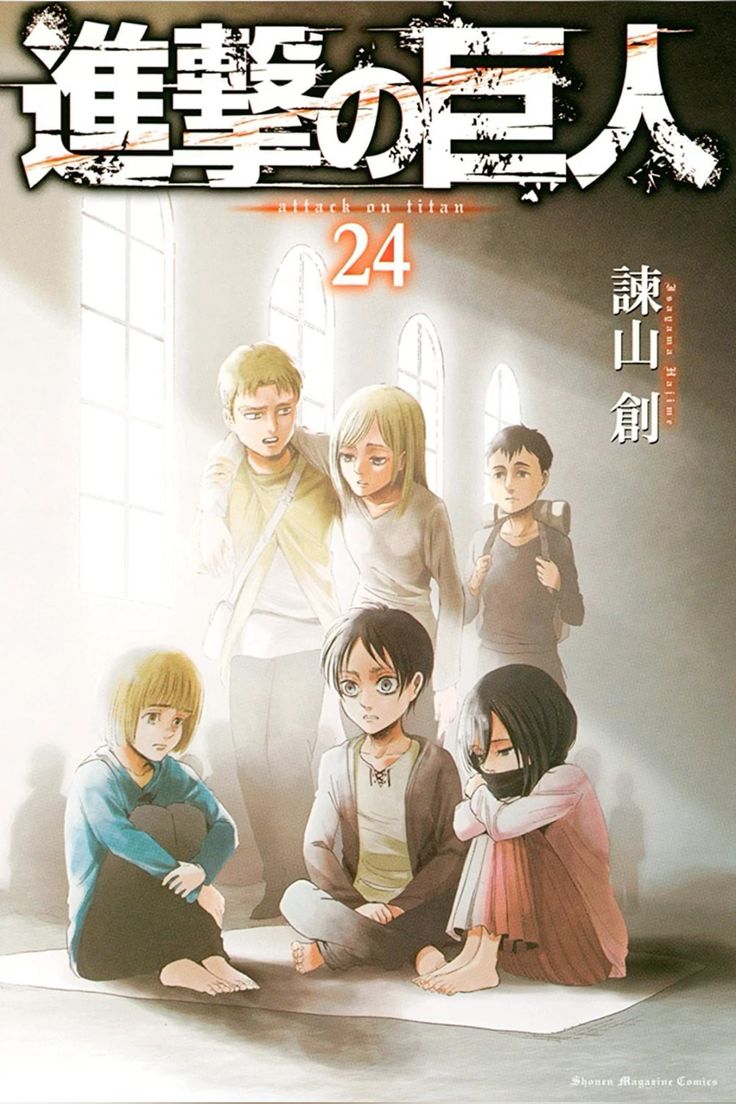 進撃の巨人
attack on titan
24
諫山 創
Isayama Hajime
Shonen Magazine Comics